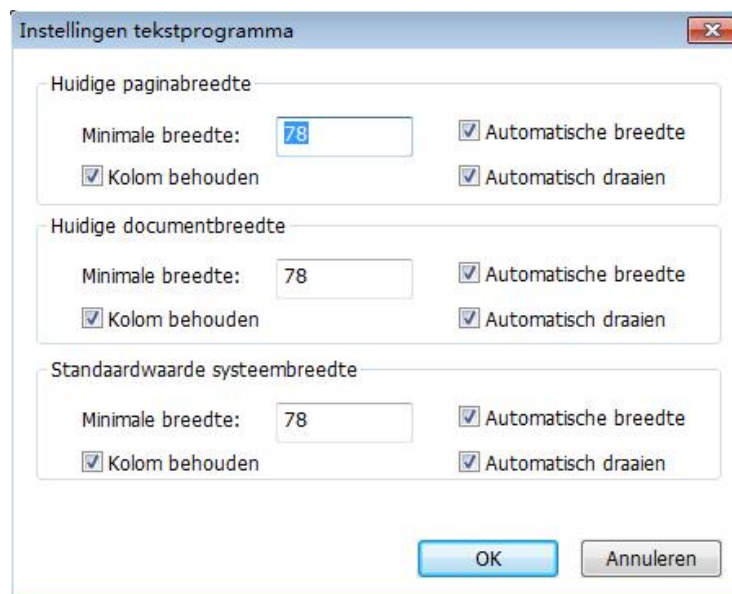 Instellingen tekstprogramma
Huidige paginabreedte
Minimale breedte: 78 Automatische breedte
Kolom behouden Automatisch draaien
Huidige documentbreedte
Minimale breedte: 78 Automatische breedte
Kolom behouden Automatisch draaien
Standaardwaarde systeembreedte
Minimale breedte: 78 Automatische breedte
Kolom behouden Automatisch draaien
OK Annuleren